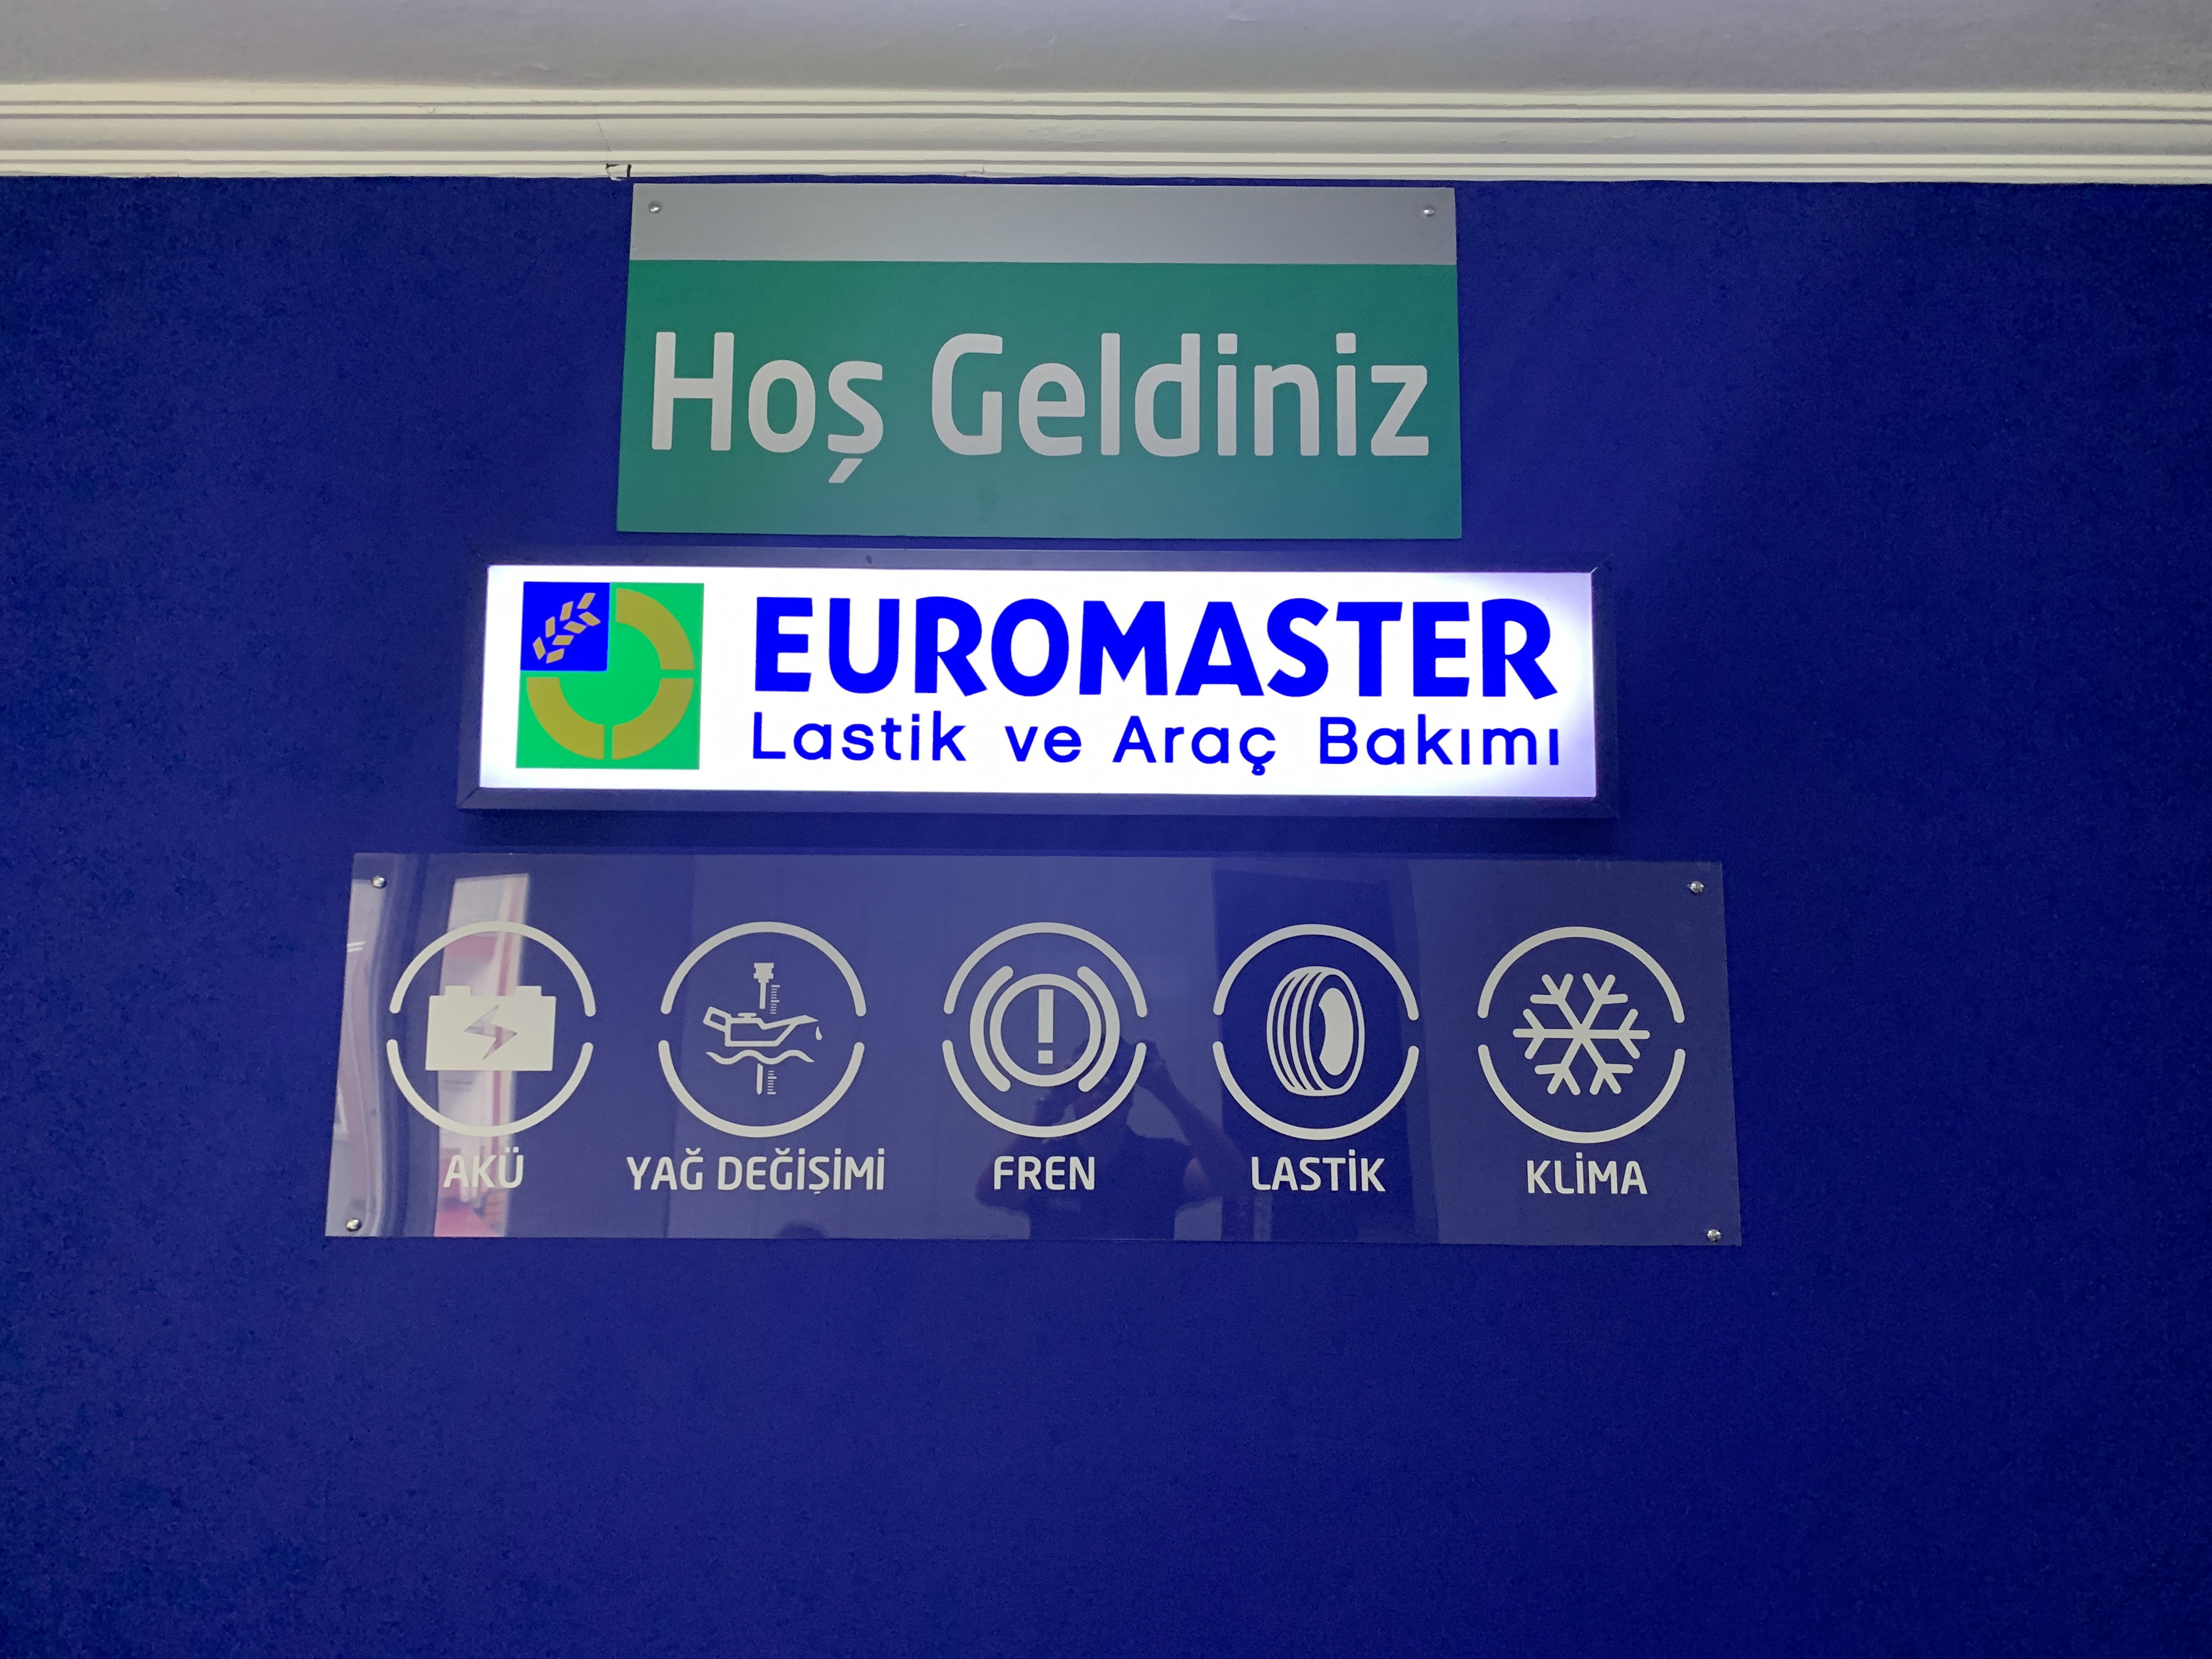 Hoş Geldiniz
EUROMASTER
Lastik ve Araç Bakımı
AKÜ YAĞ DEĞİŞİMİ FREN LASTİK KLİMA